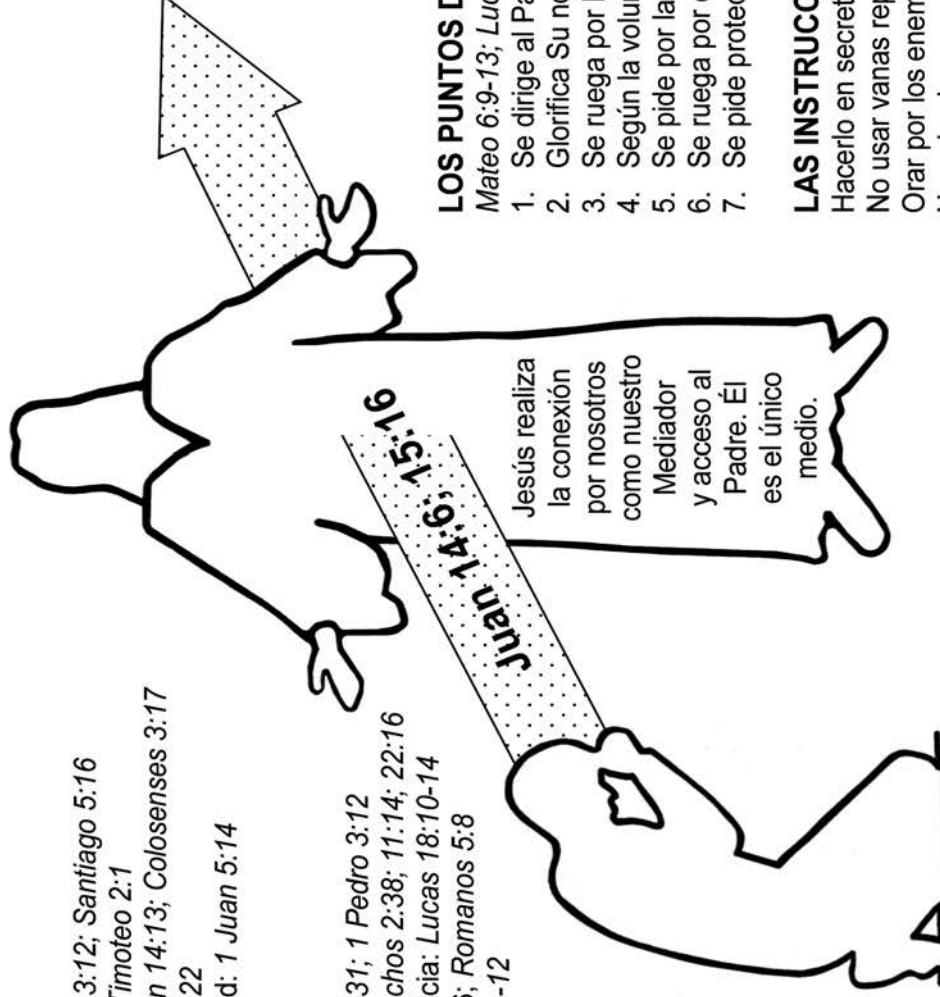 3:12; Santiago 5:16
Timoteo 2:1
n 14:13; Colosenses 3:17
22
d: 1 Juan 5:14
31; 1 Pedro 3:12
chos 2:38; 11:14; 22:16
cia: Lucas 18:10-14
Romanos 5:8
-12
Juan 14:6; 15:16
Jesús realiza
la conexión
por nosotros
como nuestro
Mediador
y acceso al
Padre. Él
es el único
medio.
LOS PUNTOS D
Mateo 6:9-13; Luc
1. Se dirige al Pa
2. Glorifica Su no
3. Se ruega por l
4. Según la volu
5. Se pide por la
6. Se ruega por
7. Se pide protec
LAS INSTRUCC
Hacerlo en secret
No usar vanas rep
Orar por los enem